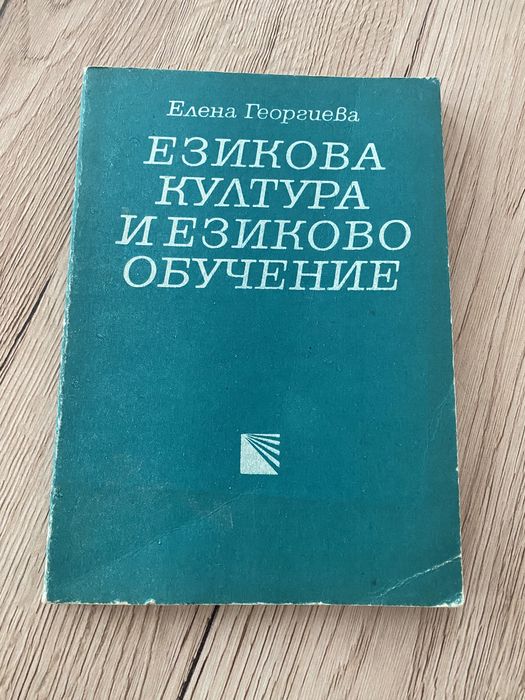 Елена Георгиева
ЕЗИКОВА
КУЛТУРА
И ЕЗИКОВО
ОБУЧЕНИЕ